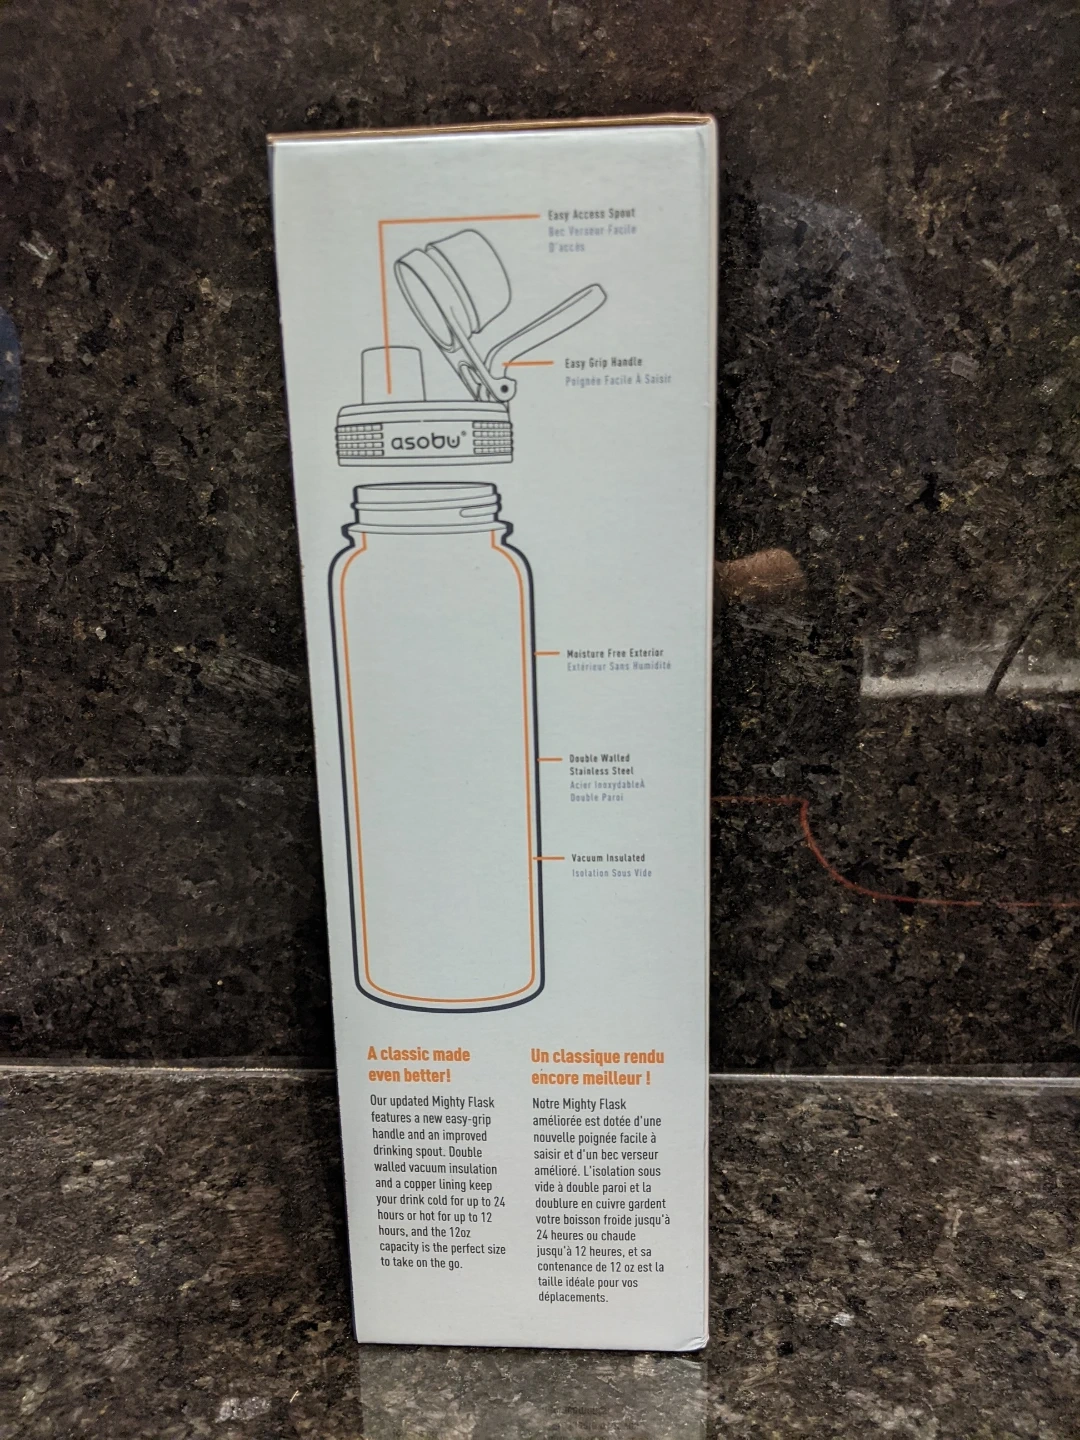 Easy Access Spout
Bec Verseur Facile
D'accès
Easy Grip Handle
Poignée Facile À Saisir
asobu®
Moisture Free Exterior
Extérieur Sans Humidité
Double Walled
Stainless Steel
Acier InoxydableÀ
Double Paroi
Vacuum Insulated
Isolation Sous Vide
A classic made
even better!
Our updated Mighty Flask
features a new easy-grip
handle and an improved
drinking spout. Double
walled vacuum insulation
and a copper lining keep
your drink cold for up to 24
hours or hot for up to 12
hours, and the 12oz
capacity is the perfect size
to take on the go.
Un classique rendu
encore meilleur !
Notre Mighty Flask
améliorée est dotée d'une
nouvelle poignée facile à
saisir et d'un bec verseur
amélioré. L'isolation sous
vide à double paroi et la
doublure en cuivre gardent
votre boisson froide jusqu'à
24 heures ou chaude
jusqu'à 12 heures, et sa
contenance de 12 oz est la
taille idéale pour vos
déplacements.